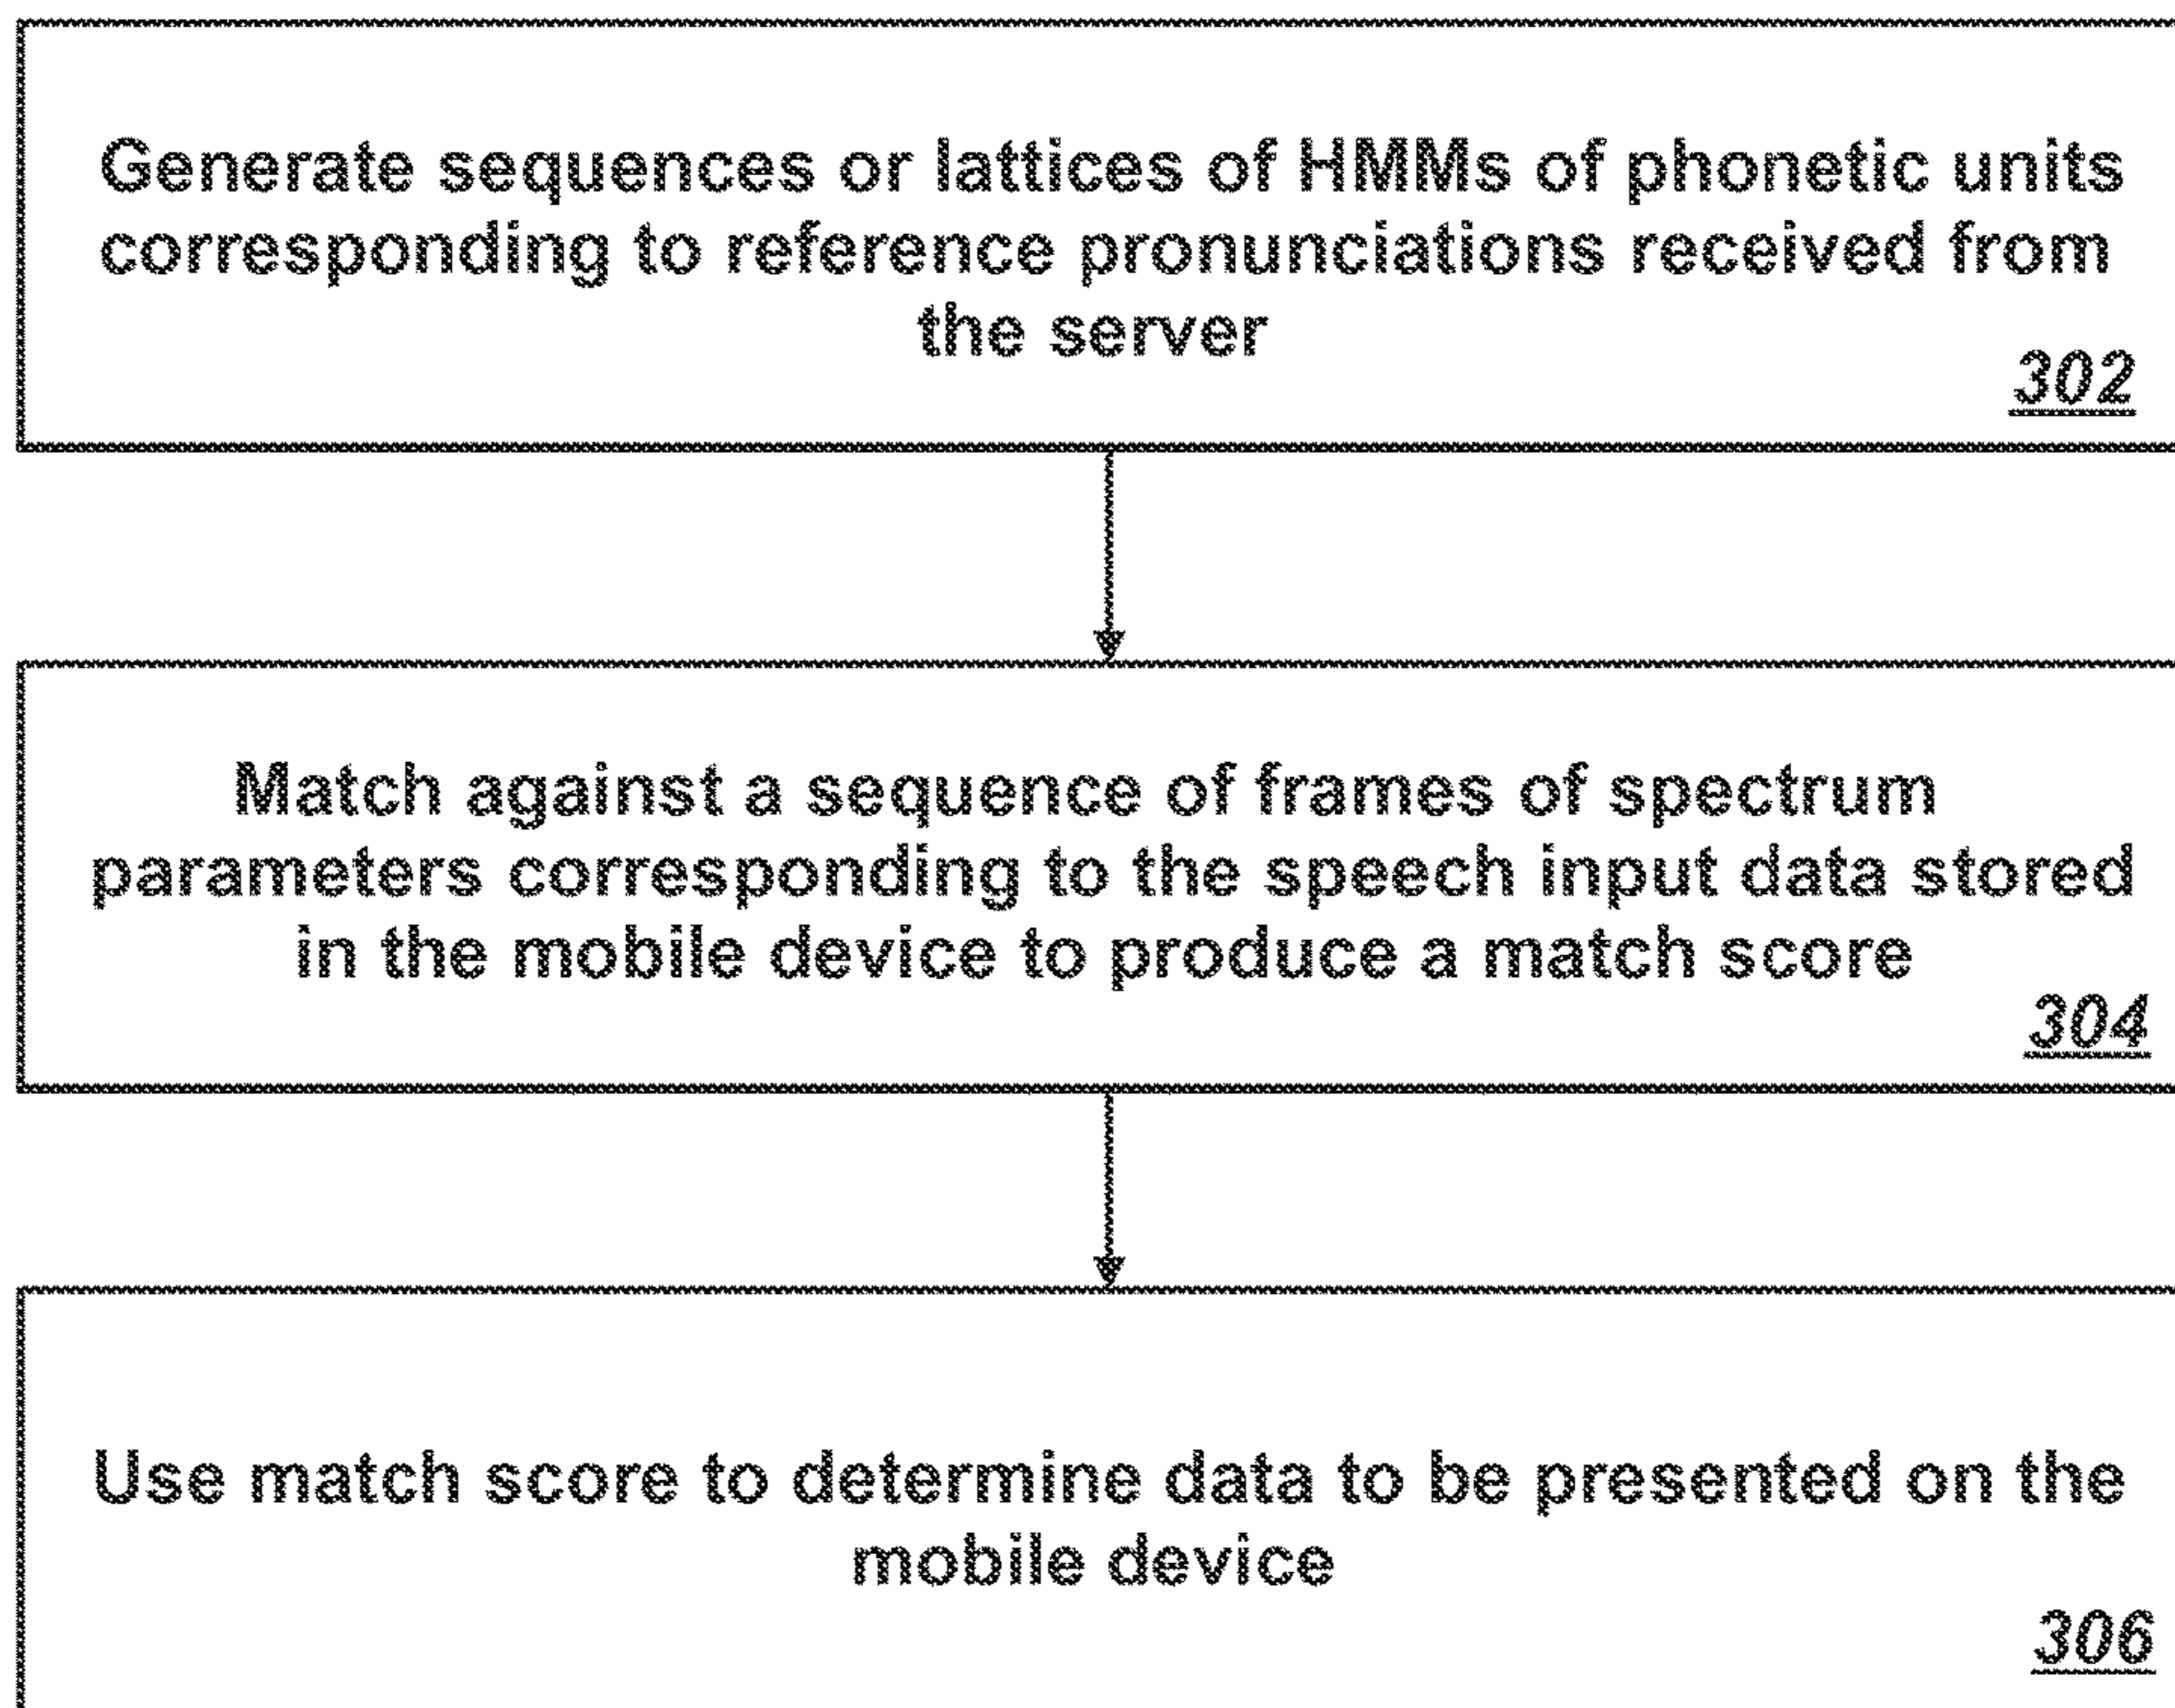 Generate sequences or lattices of HMMs of phonetic units
corresponding to reference pronunciations received from
the server
302
Match against a sequence of frames of spectrum
parameters corresponding to the speech input data stored
in the mobile device to produce a match score
304
Use match score to determine data to be presented on the
mobile device
306